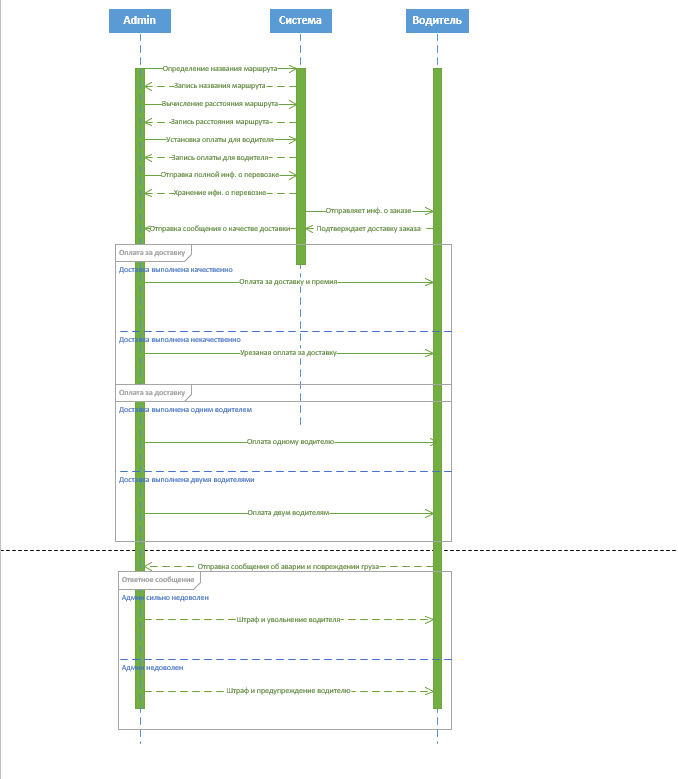 Admin
Система
Водитель
Определение названия маршрута
Запись названия маршрута
Вычисление расстояния маршрута
Запись расстояния маршрута
Установка оплаты для водителя
Запись оплаты для водителя
Отправка полной инф. о перевозке
Хранение ифн. о перевозке
Отправляет инф. о заказе
Отправка сообщения о качестве доставки
Подтверждает доставку заказа
Оплата за доставку
Доставка выполнена качественно
Оплата за доставку и премия
Доставка выполнена некачественно
Урезаная оплата за доставку
Оплата за доставку
Доставка выполнена одним водителем
Оплата одному водителю
Доставка выполнена двумя водителями
Оплата двум водителям
Отправка сообщения об аварии и повреждении груза
Ответное сообщение
Админ сильно недоволен
Штраф и увольнение водителя
Админ недоволен
Штраф и предупреждение водителю